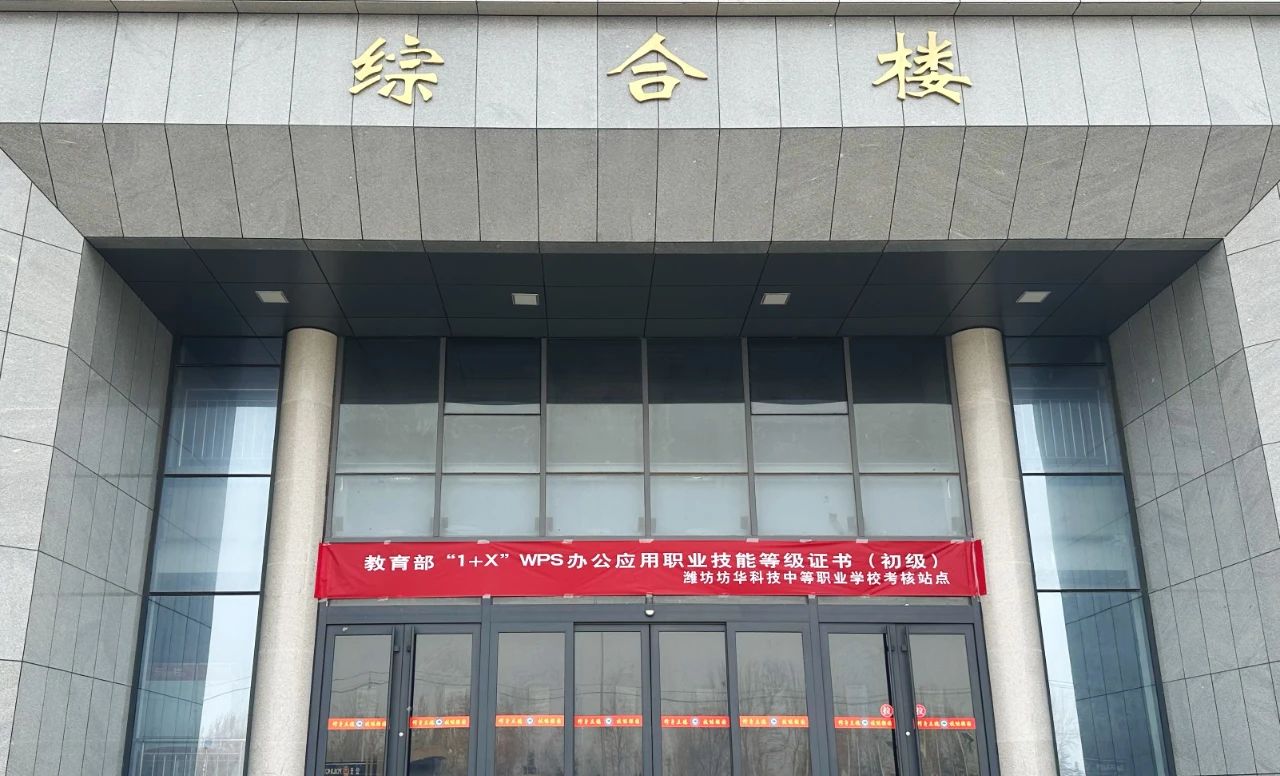 综合楼
教育部“1+X”WPS办公应用职业技能等级证书（初级）
潍坊坊华科技中等职业学校考核站点